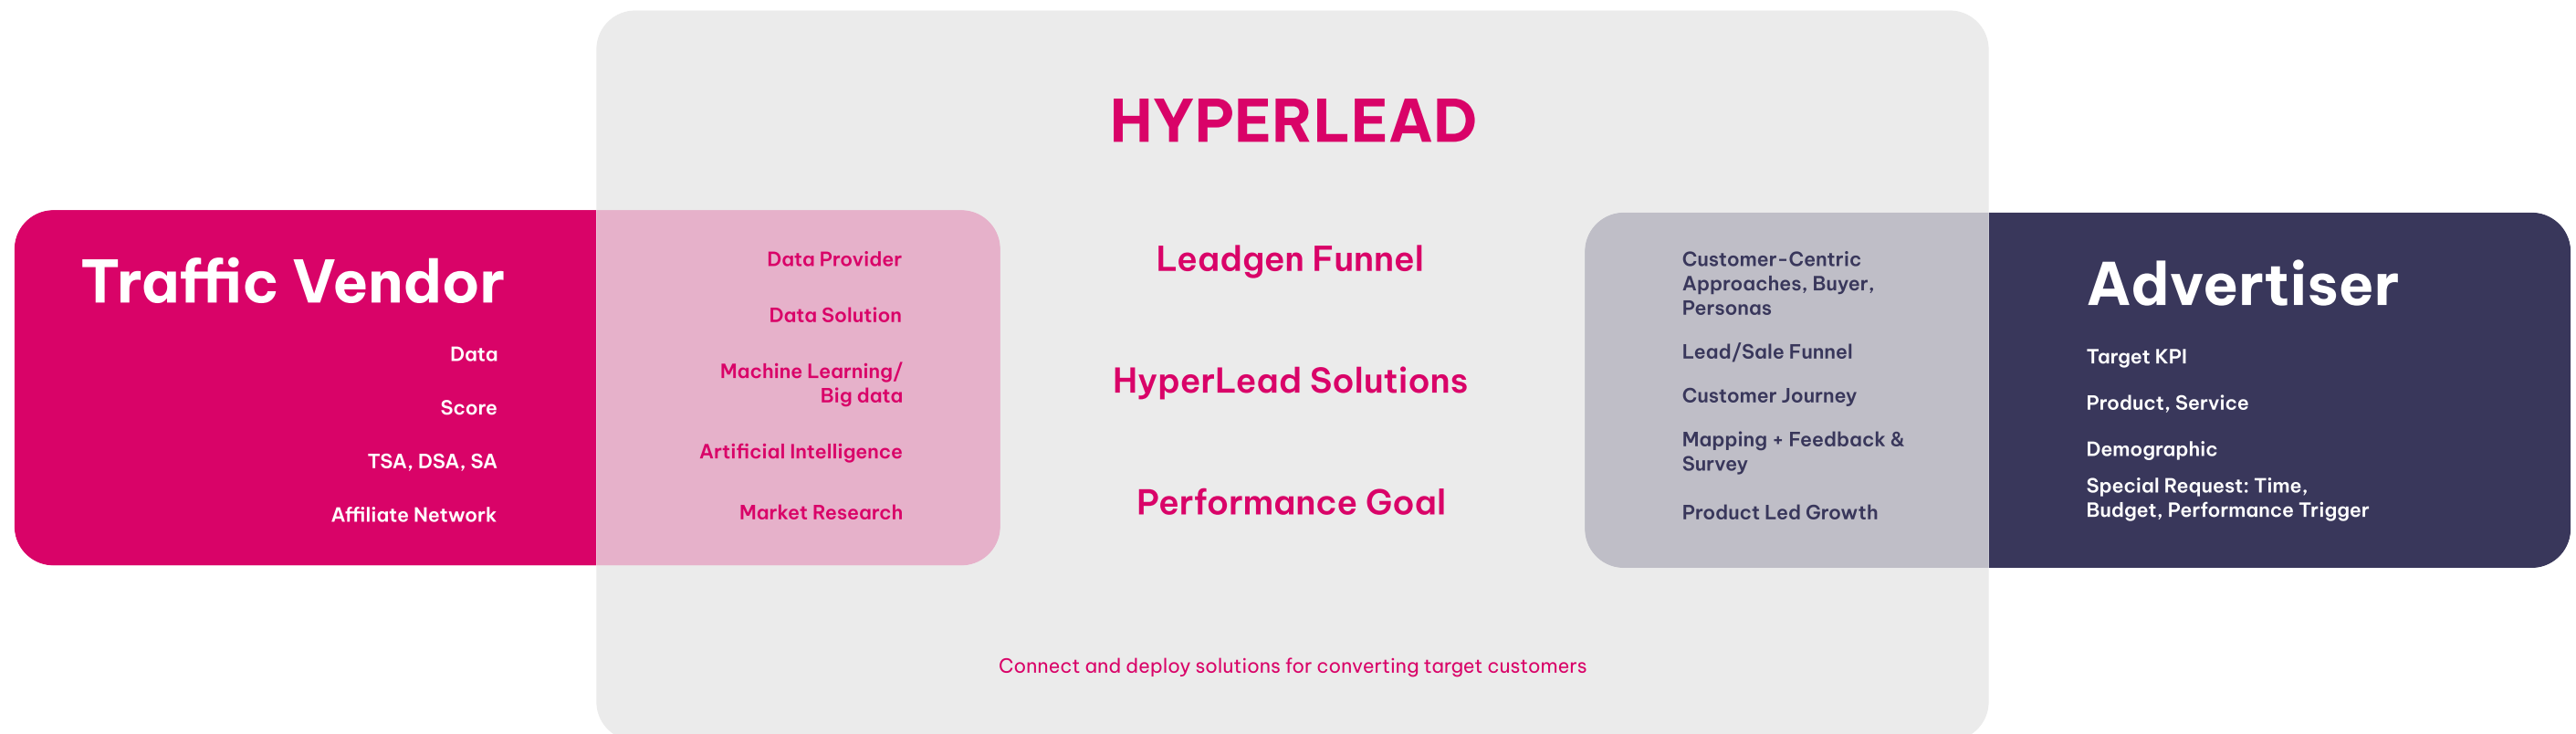 HYPERLEAD
Traffic Vendor
Data
Score
TSA, DSA, SA
Affiliate Network
Data Provider
Data Solution
Machine Learning/
Big data
Artificial Intelligence
Market Research
Leadgen Funnel
HyperLead Solutions
Performance Goal
Customer-Centric
Approaches, Buyer,
Personas
Lead/Sale Funnel
Customer Journey
Mapping + Feedback &
Survey
Product Led Growth
Advertiser
Target KPI
Product, Service
Demographic
Special Request: Time,
Budget, Performance Trigger
Connect and deploy solutions for converting target customers